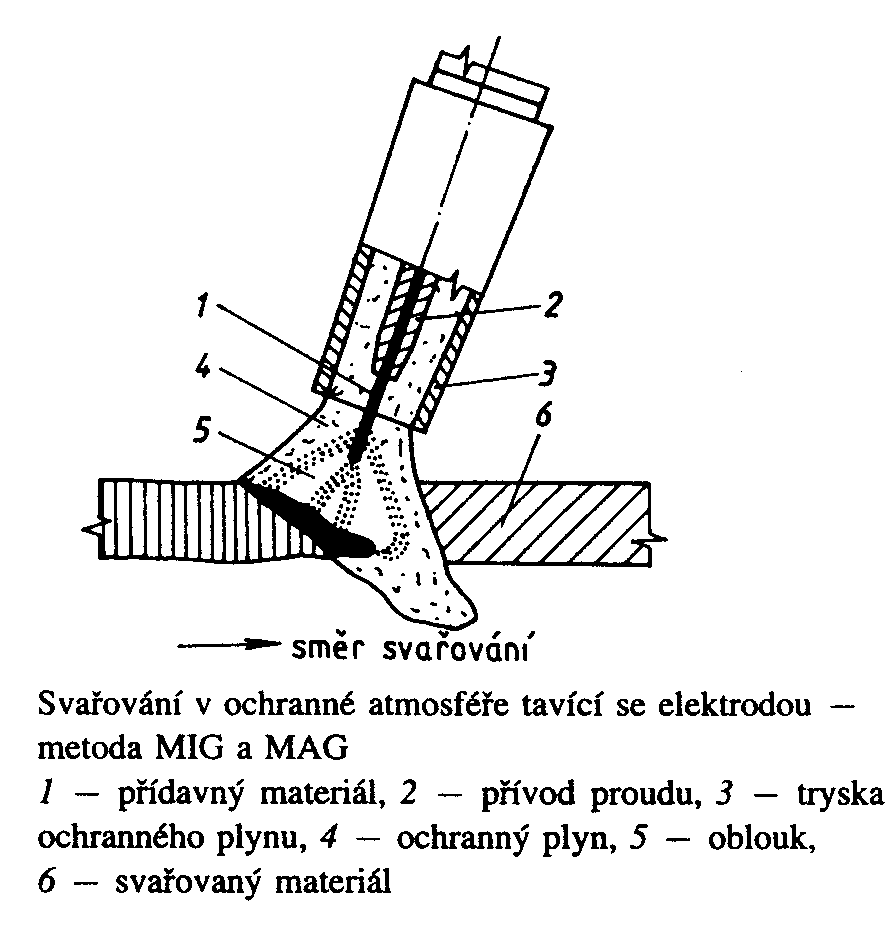 1
2
4
3
6
5
směr svařování
Svařování v ochranné atmosféře tavící se elektrodou —
metoda MIG a MAG
1 — přídavný materiál, 2 — přívod proudu, 3 — tryska
ochranného plynu, 4 — ochranný plyn, 5 — oblouk,
6 — svařovaný materiál